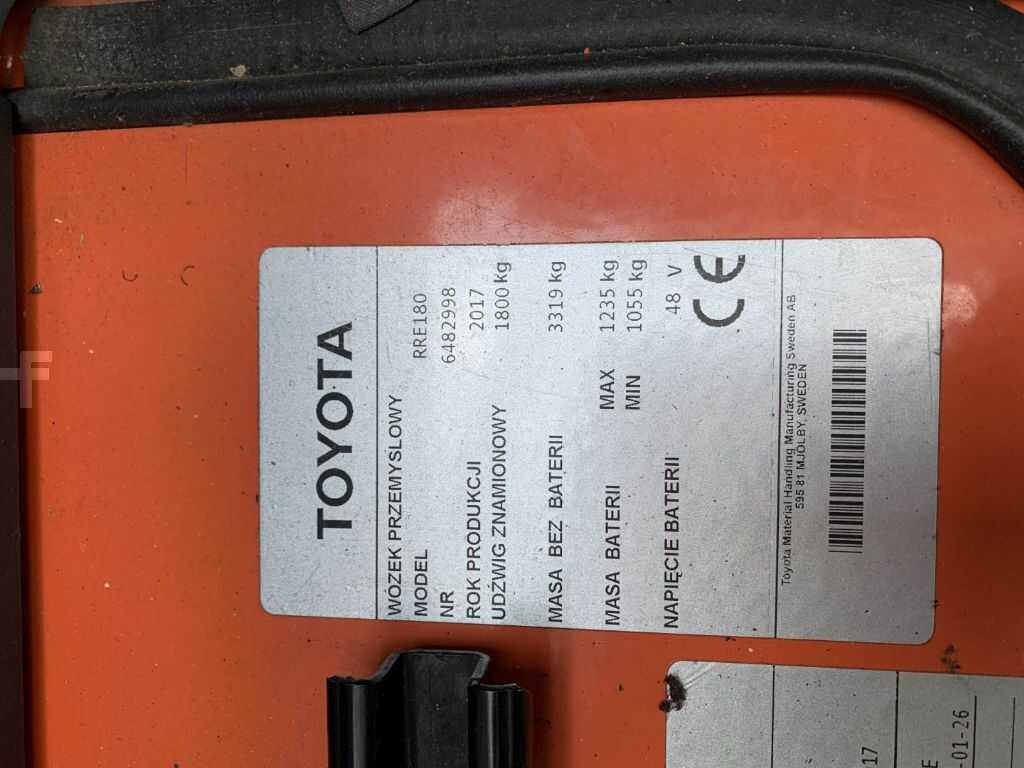 TOYOTA
WÓZEK PRZEMYSLOWY
MODEL RRE180
NR 6482998
ROK PRODUKCJI 2017
UDŹWIG ZNAMIONOWY 1800 kg
MASA BEZ BATERII 3319 kg
MASA BATERII MAX 1235 kg
MIN 1055 kg
NAPIĘCIE BATERII 48 V
CE
Toyota Material Handling Manufacturing Sweden AB
595 81 MJÖLBY, SWEDEN
17
E
-01-26